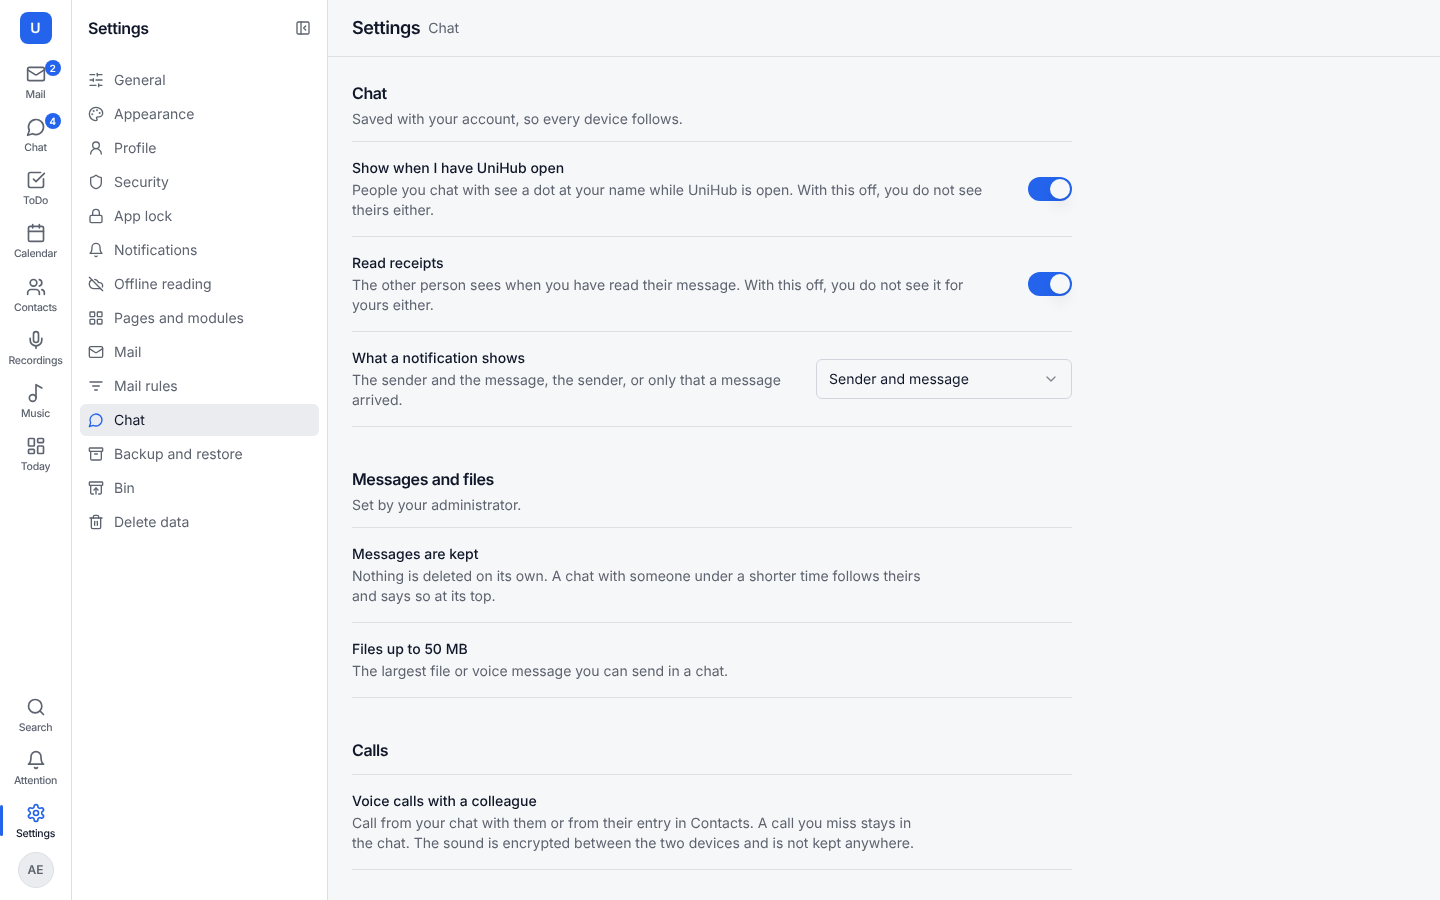 U
2
Mail
4
Chat
ToDo
Calendar
Contacts
Recordings
Music
Today
Search
Attention
Settings
AE
Settings
General
Appearance
Profile
Security
App lock
Notifications
Offline reading
Pages and modules
Mail
Mail rules
Chat
Backup and restore
Bin
Delete data
Settings Chat
Chat
Saved with your account, so every device follows.
Show when I have UniHub open
People you chat with see a dot at your name while UniHub is open. With this off, you do not see
theirs either.
Read receipts
The other person sees when you have read their message. With this off, you do not see it for
yours either.
What a notification shows
The sender and the message, the sender, or only that a message
arrived.
Sender and message
Messages and files
Set by your administrator.
Messages are kept
Nothing is deleted on its own. A chat with someone under a shorter time follows theirs
and says so at its top.
Files up to 50 MB
The largest file or voice message you can send in a chat.
Calls
Voice calls with a colleague
Call from your chat with them or from their entry in Contacts. A call you miss stays in
the chat. The sound is encrypted between the two devices and is not kept anywhere.